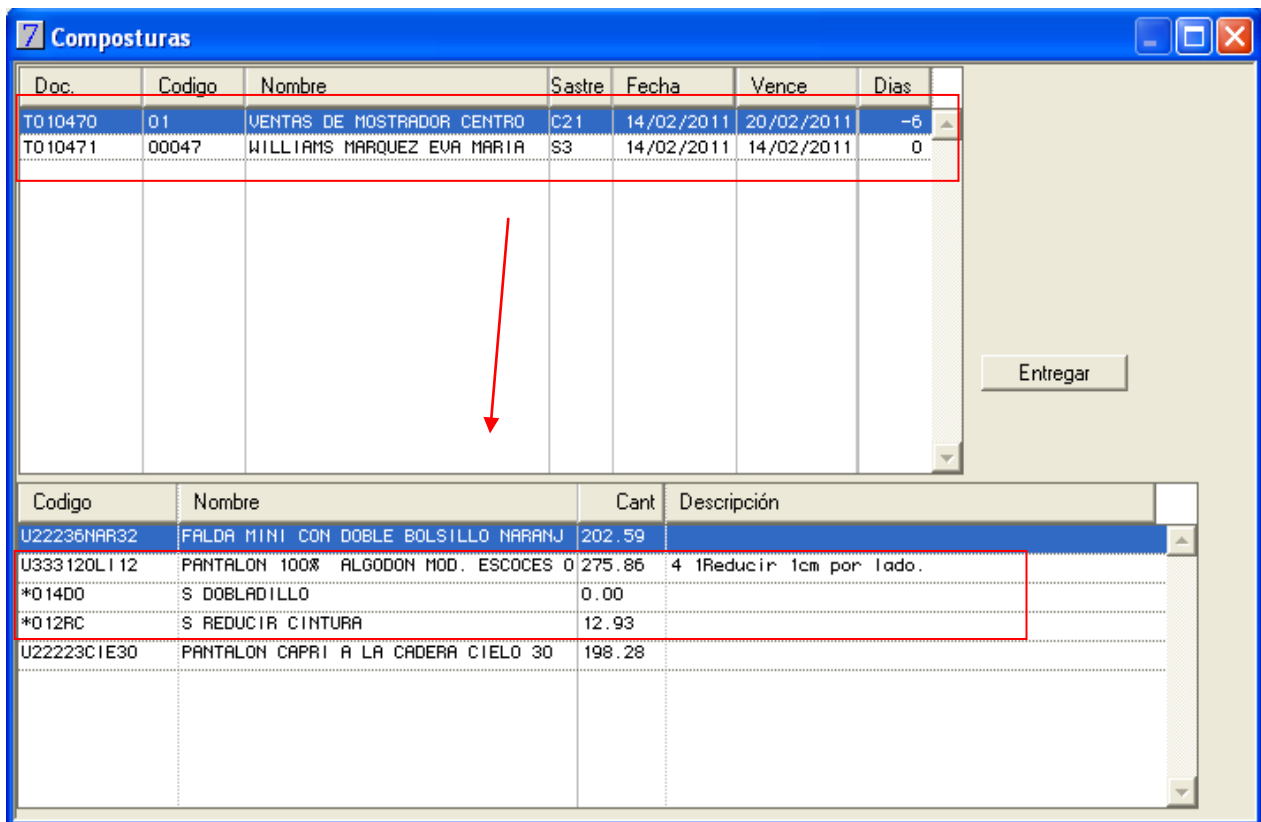 7 Composturas
Doc. Codigo Nombre Sastre Fecha Vence Dias
T010470 01 VENTAS DE MOSTRADOR CENTRO C21 14/02/2011 20/02/2011 -6
T010471 00047 WILLIAMS MARQUEZ EVA MARIA S3 14/02/2011 14/02/2011 0
Entregar
Codigo Nombre Cant Descripción
U22236NAR32 FALDA MINI CON DOBLE BOLSILLO NARANJ 202.59
U333120LI12 PANTALON 100% ALGODON MOD. ESCOCES O 275.86 4 1Reducir 1cm por lado.
*014DO S DOBLADILLO 0.00
*012RC S REDUCIR CINTURA 12.93
U22223CIE30 PANTALON CAPRI A LA CADERA CIELO 30 198.28